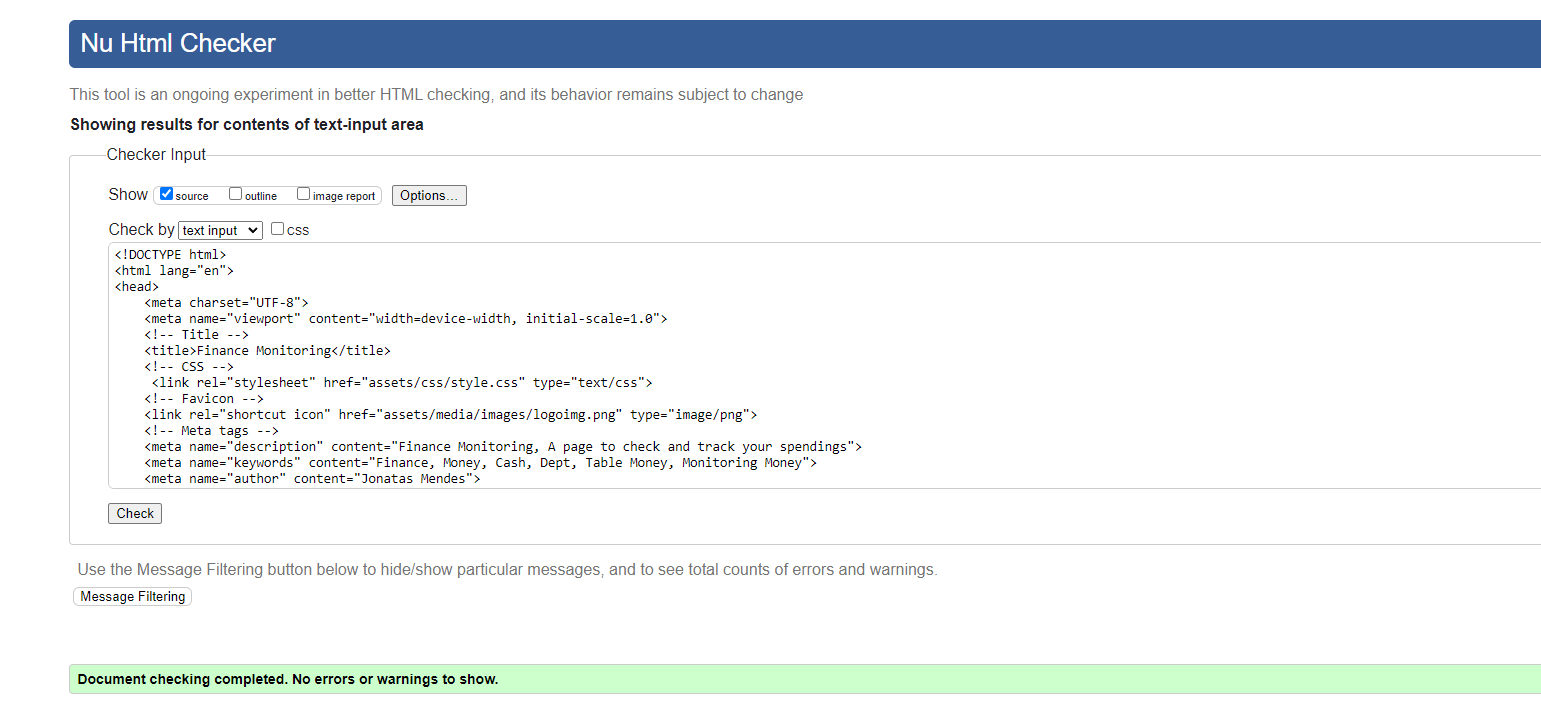 Nu Html Checker
This tool is an ongoing experiment in better HTML checking, and its behavior remains subject to change
Showing results for contents of text-input area
Checker Input
Show source outline image report Options...
Check by text input css
<!DOCTYPE html>
<html lang="en">
<head>
    <meta charset="UTF-8">
    <meta name="viewport" content="width=device-width, initial-scale=1.0">
    <!-- Title -->
    <title>Finance Monitoring</title>
    <!-- CSS -->
     <link rel="stylesheet" href="assets/css/style.css" type="text/css">
    <!-- Favicon -->
    <link rel="shortcut icon" href="assets/media/images/logoimg.png" type="image/png">
    <!-- Meta tags -->
    <meta name="description" content="Finance Monitoring, A page to check and track your spendings">
    <meta name="keywords" content="Finance, Money, Cash, Dept, Table Money, Monitoring Money">
    <meta name="author" content="Jonatas Mendes">
Check
Use the Message Filtering button below to hide/show particular messages, and to see total counts of errors and warnings.
Message Filtering
Document checking completed. No errors or warnings to show.